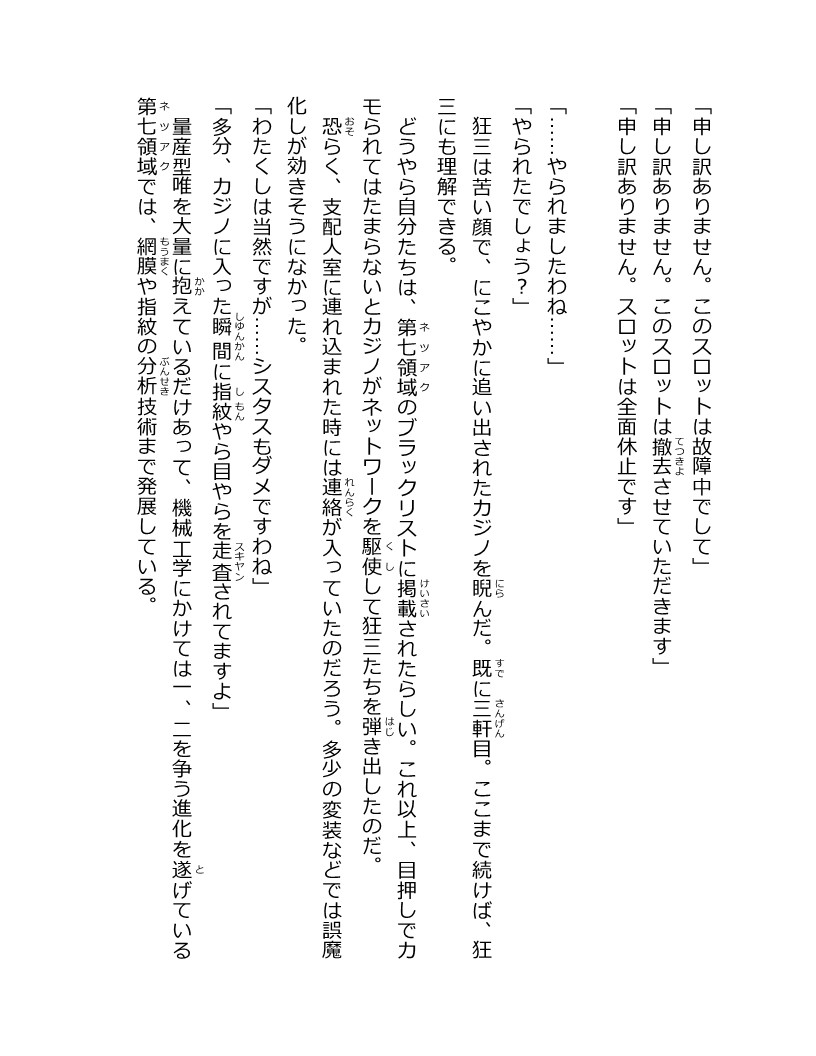 「申し訳ありません。このスロットは故障中でして」
「申し訳ありません。このスロットは撤去させていただきます」
「申し訳ありません。スロットは全面休止です」
「……やられましたわね……」
「やられたでしょう？」
狂三は苦い顔で、にこやかに追い出されたカジノを睨んだ。既に三軒目。ここまで続けば、狂
三にも理解できる。
どうやら自分たちは、第七領域のブラックリストに掲載されたらしい。これ以上、目押しでカ
モられてはたまらないとカジノがネットワークを駆使して狂三たちを弾き出したのだ。
恐らく、支配人室に連れ込まれた時には連絡が入っていたのだろう。多少の変装などでは誤魔
化しが効きそうになかった。
「わたくしは当然ですが……シスタスもダメですわね」
「多分、カジノに入った瞬間に指紋やら目やらを走査されてますよ」
量産型唯を大量に抱えているだけあって、機械工学にかけては一、二を争う進化を遂げている
第七領域では、網膜や指紋の分析技術まで発展している。